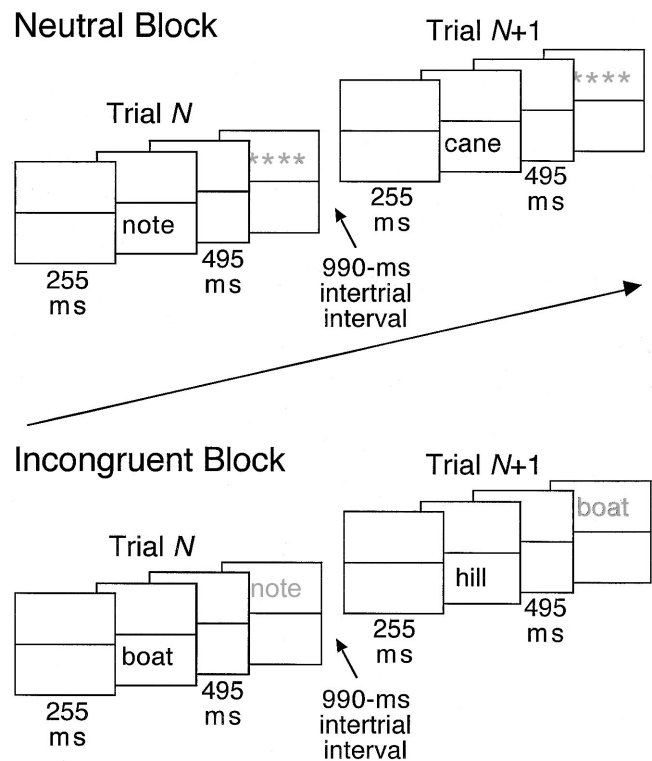 Neutral Block
Trial N+1
****
cane
255
ms
495
ms
Trial N
****
note
255
ms
495
ms
990-ms
intertrial
interval
Incongruent Block
Trial N+1
boat
hill
255
ms
495
ms
Trial N
note
boat
255
ms
495
ms
990-ms
intertrial
interval